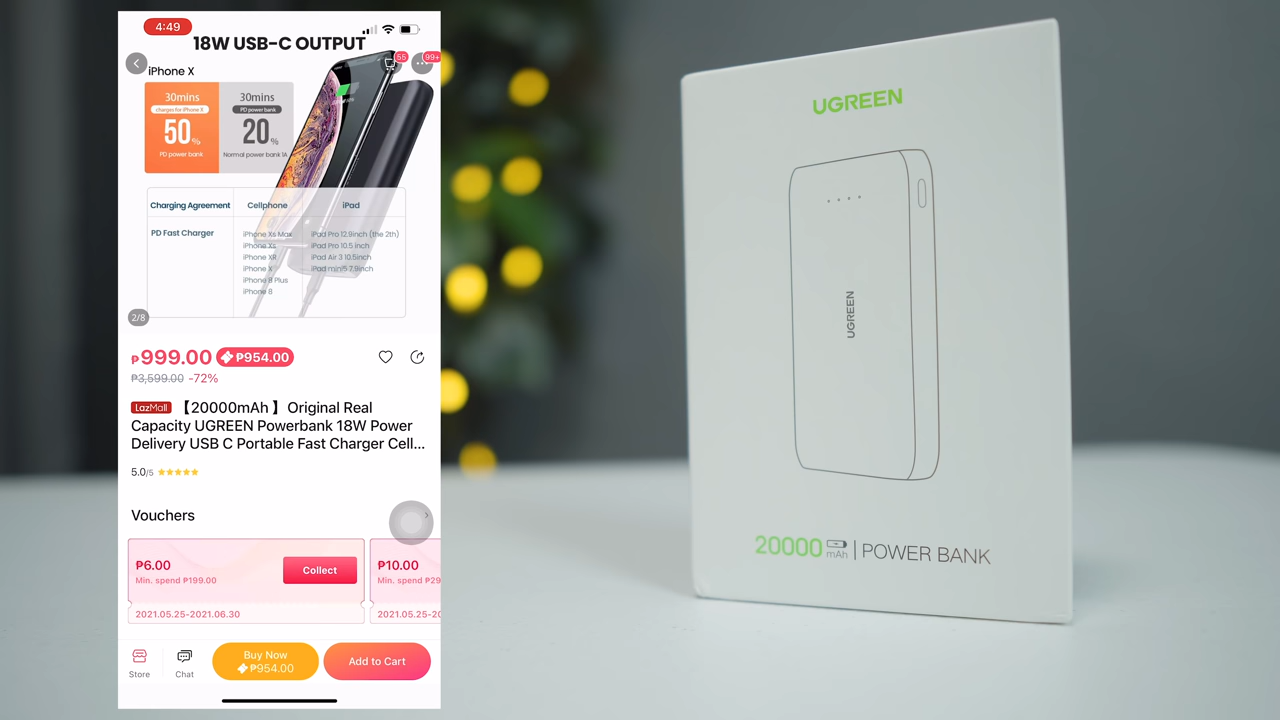 4:49
18W USB-C OUTPUT
55
99+
iPhone X
30mins
charges for iPhone X
50%
PD power bank
30mins
PD power bank
20%
Normal power bank 1A
Charging Agreement
Cellphone
iPad
PD Fast Charger
iPhone Xs Max
iPhone Xs
iPhone XR
iPhone X
iPhone 8 Plus
iPhone 8
iPad Pro 12.9inch (the 2th)
iPad Pro 10.5 inch
iPad Air 3 10.5inch
iPad mini5 7.9inch
2/8
₱999.00 ₱954.00
₱3,599.00 -72%
LazMall 【20000mAh 】Original Real
Capacity UGREEN Powerbank 18W Power
Delivery USB C Portable Fast Charger Cell...
5.0/5
Vouchers
₱6.00
Min. spend ₱199.00
Collect
2021.05.25-2021.06.30
₱10.00
Min. spend ₱29
2021.05.25-20
Store
Chat
Buy Now
₱954.00
Add to Cart
UGREEN
UGREEN
20000 mAh | POWER BANK